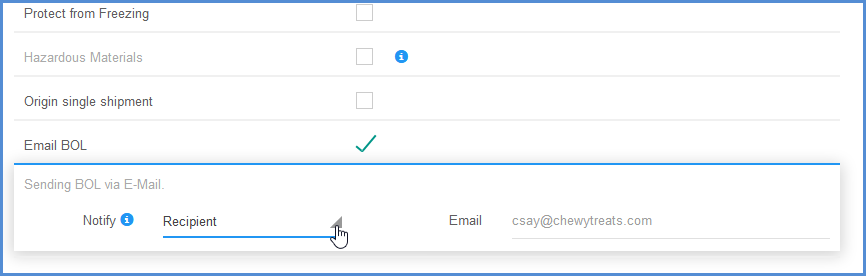 Protect from Freezing
Hazardous Materials
Origin single shipment
Email BOL
Sending BOL via E-Mail.
Notify Recipient Email csay@chewytreats.com